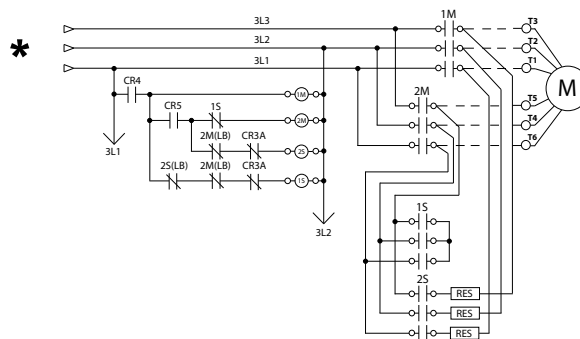 *
3L3
3L2
3L1
1M
T3
T2
T1
M
2M
T5
T4
T6
CR4
1M
CR5
1S
2M
2M(LB)
CR3A
2S
2S(LB)
2M(LB)
CR3A
1S
3L1
3L2
1S
2S
RES
RES
RES